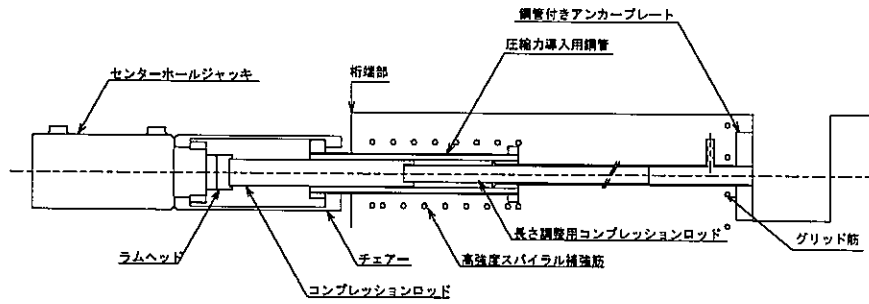 鋼管付きアンカープレート
圧縮力導入用鋼管
センターホールジャッキ
桁端部
長さ調整用コンプレッションロッド
グリッド筋
ラムヘッド
チェアー
高強度スパイラル補強筋
コンプレッションロッド